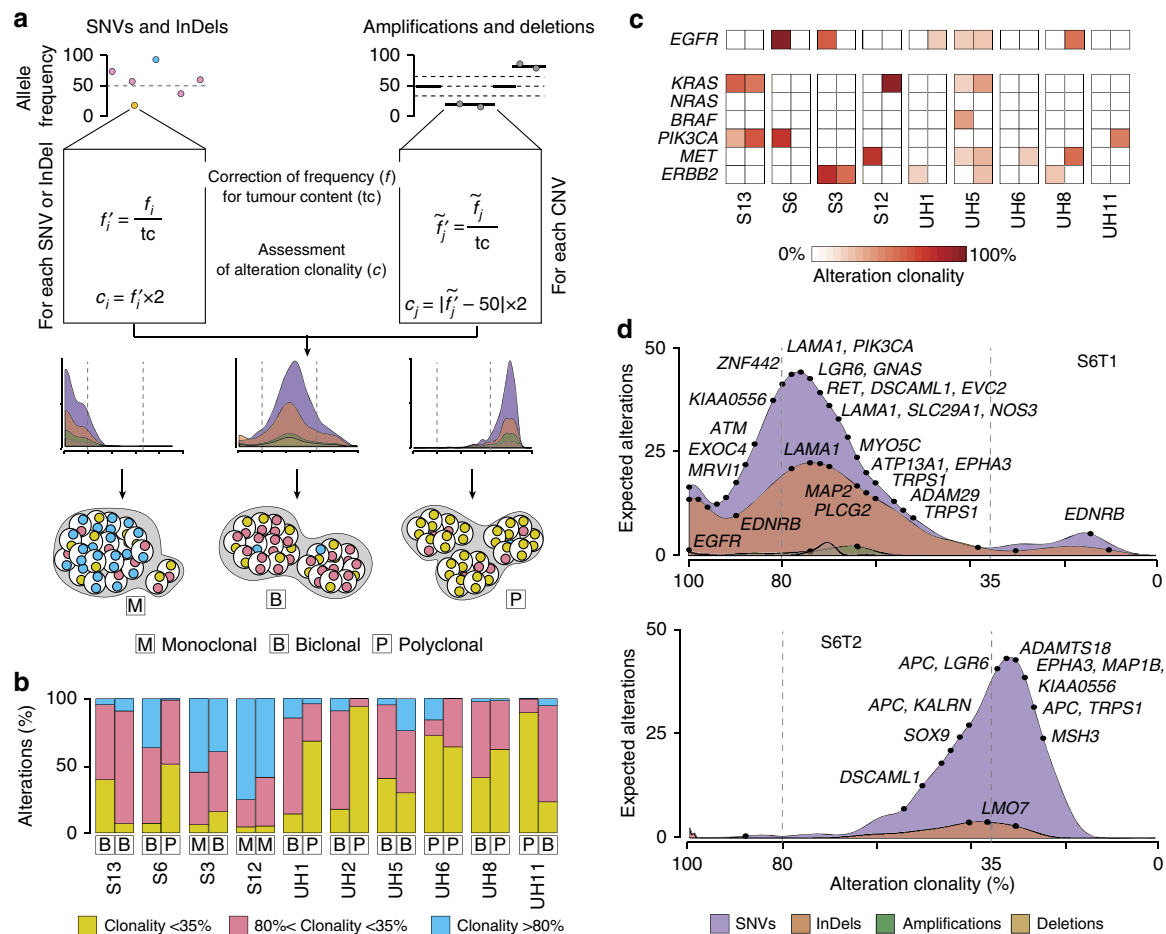 a
SNVs and InDels
Amplifications and deletions
Allele
frequency
100
50
0
100
50
0
For each SNV or InDel
Correction of frequency (f)
for tumour content (tc)
f′i = fi / tc
f̃′j = f̃j / tc
Assessment
of alteration clonality (c)
ci = f′i×2
cj = |f̃′j − 50|×2
For each CNV
M
B
P
M Monoclonal B Biclonal P Polyclonal
b
Alterations (%)
100
50
0
B B B P M B M M B P B P B B P P B P P B
S13 S6 S3 S12 UH1 UH2 UH5 UH6 UH8 UH11
Clonality <35% 80%< Clonality <35% Clonality >80%
c
EGFR
KRAS
NRAS
BRAF
PIK3CA
MET
ERBB2
S13 S6 S3 S12 UH1 UH5 UH6 UH8 UH11
0% 100%
Alteration clonality
d
Expected alterations
50
25
0
S6T1
LAMA1, PIK3CA
ZNF442
LGR6, GNAS
RET, DSCAML1, EVC2
KIAA0556
LAMA1, SLC29A1, NOS3
ATM
MYO5C
EXOC4
LAMA1
ATP13A1, EPHA3
MRVI1
TRPS1
MAP2
ADAM29
PLCG2
TRPS1
EDNRB
EDNRB
EGFR
100 80 35 0
Expected alterations
50
25
0
S6T2
ADAMTS18
APC, LGR6
EPHA3, MAP1B,
KIAA0556
APC, KALRN
APC, TRPS1
SOX9
MSH3
DSCAML1
LMO7
100 80 35 0
Alteration clonality (%)
SNVs InDels Amplifications Deletions